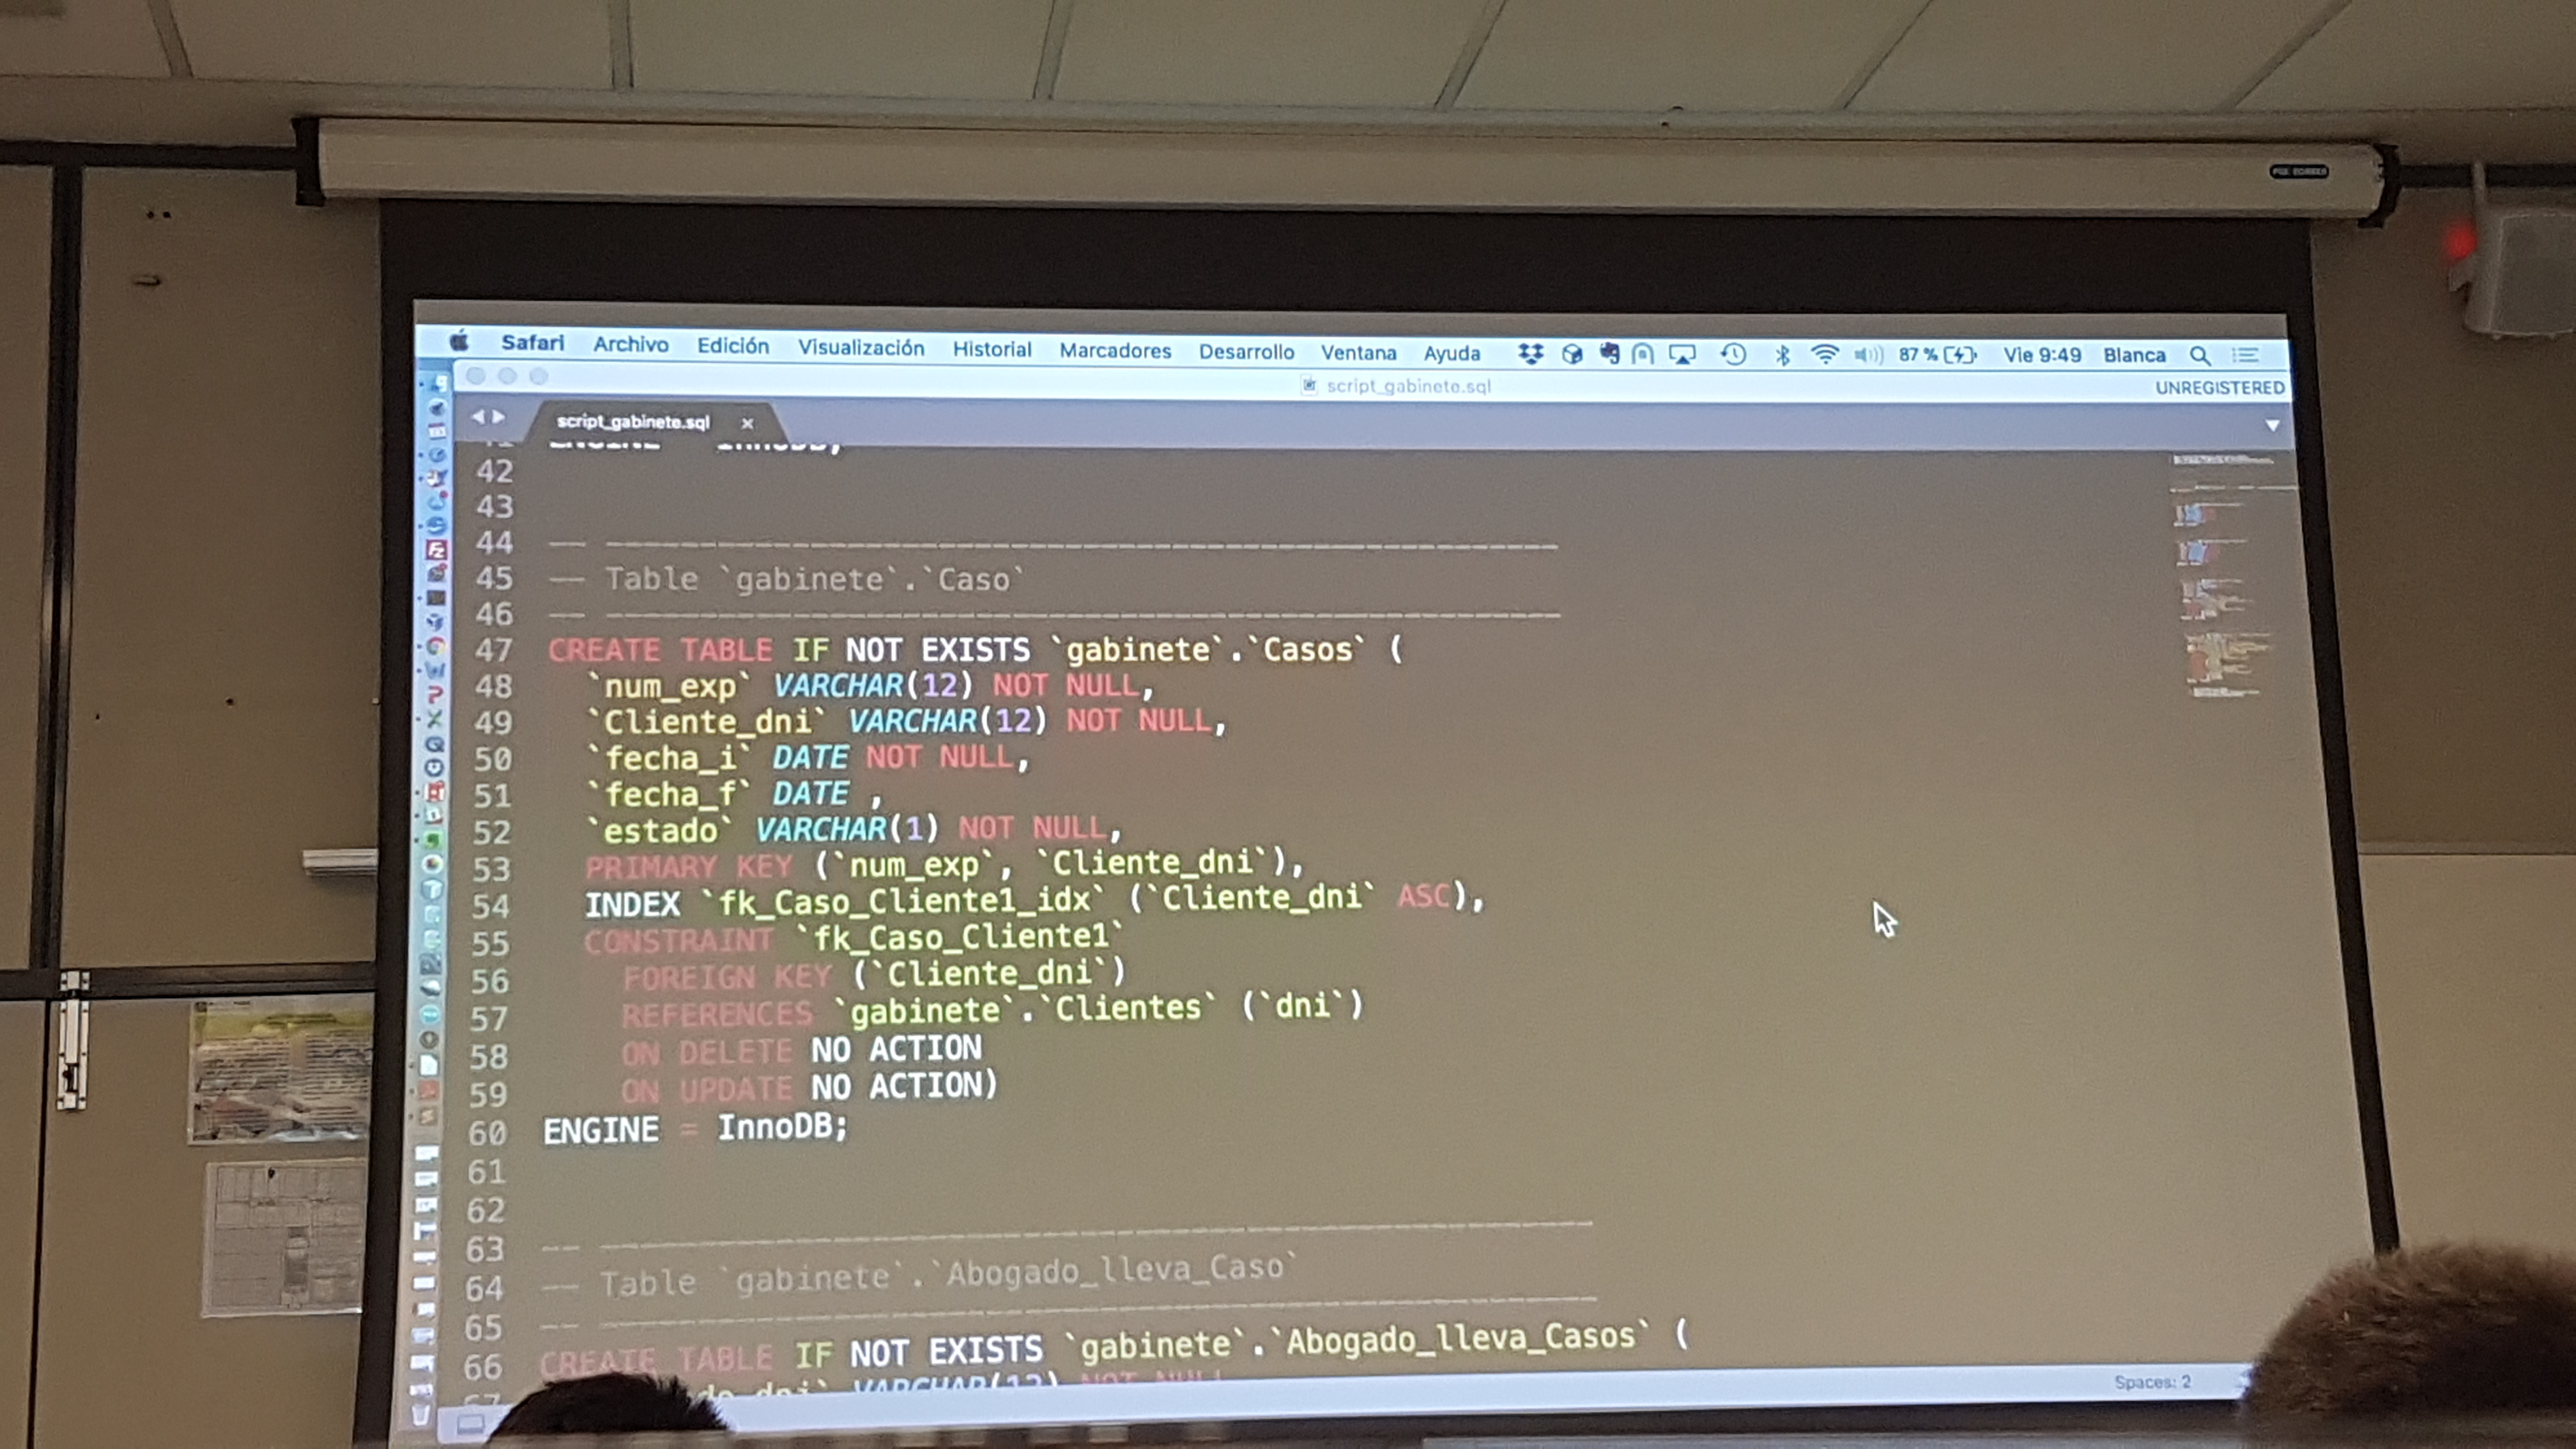 Safari Archivo Edición Visualización Historial Marcadores Desarrollo Ventana Ayuda 87 % Vie 9:49 Blanca
script_gabinete.sql UNREGISTERED
script_gabinete.sql ×
41 ENGINE = InnoDB;
42
43
44 -- ----------------------------------------------------
45 -- Table `gabinete`.`Caso`
46 -- ----------------------------------------------------
47 CREATE TABLE IF NOT EXISTS `gabinete`.`Casos` (
48 `num_exp` VARCHAR(12) NOT NULL,
49 `Cliente_dni` VARCHAR(12) NOT NULL,
50 `fecha_i` DATE NOT NULL,
51 `fecha_f` DATE ,
52 `estado` VARCHAR(1) NOT NULL,
53 PRIMARY KEY (`num_exp`, `Cliente_dni`),
54 INDEX `fk_Caso_Cliente1_idx` (`Cliente_dni` ASC),
55 CONSTRAINT `fk_Caso_Cliente1`
56 FOREIGN KEY (`Cliente_dni`)
57 REFERENCES `gabinete`.`Clientes` (`dni`)
58 ON DELETE NO ACTION
59 ON UPDATE NO ACTION)
60 ENGINE = InnoDB;
61
62
63 -- ----------------------------------------------------
64 -- Table `gabinete`.`Abogado_lleva_Caso`
65 -- ----------------------------------------------------
66 CREATE TABLE IF NOT EXISTS `gabinete`.`Abogado_lleva_Casos` (
67 VARCHAR(12) NOT NULL
Spaces: 2